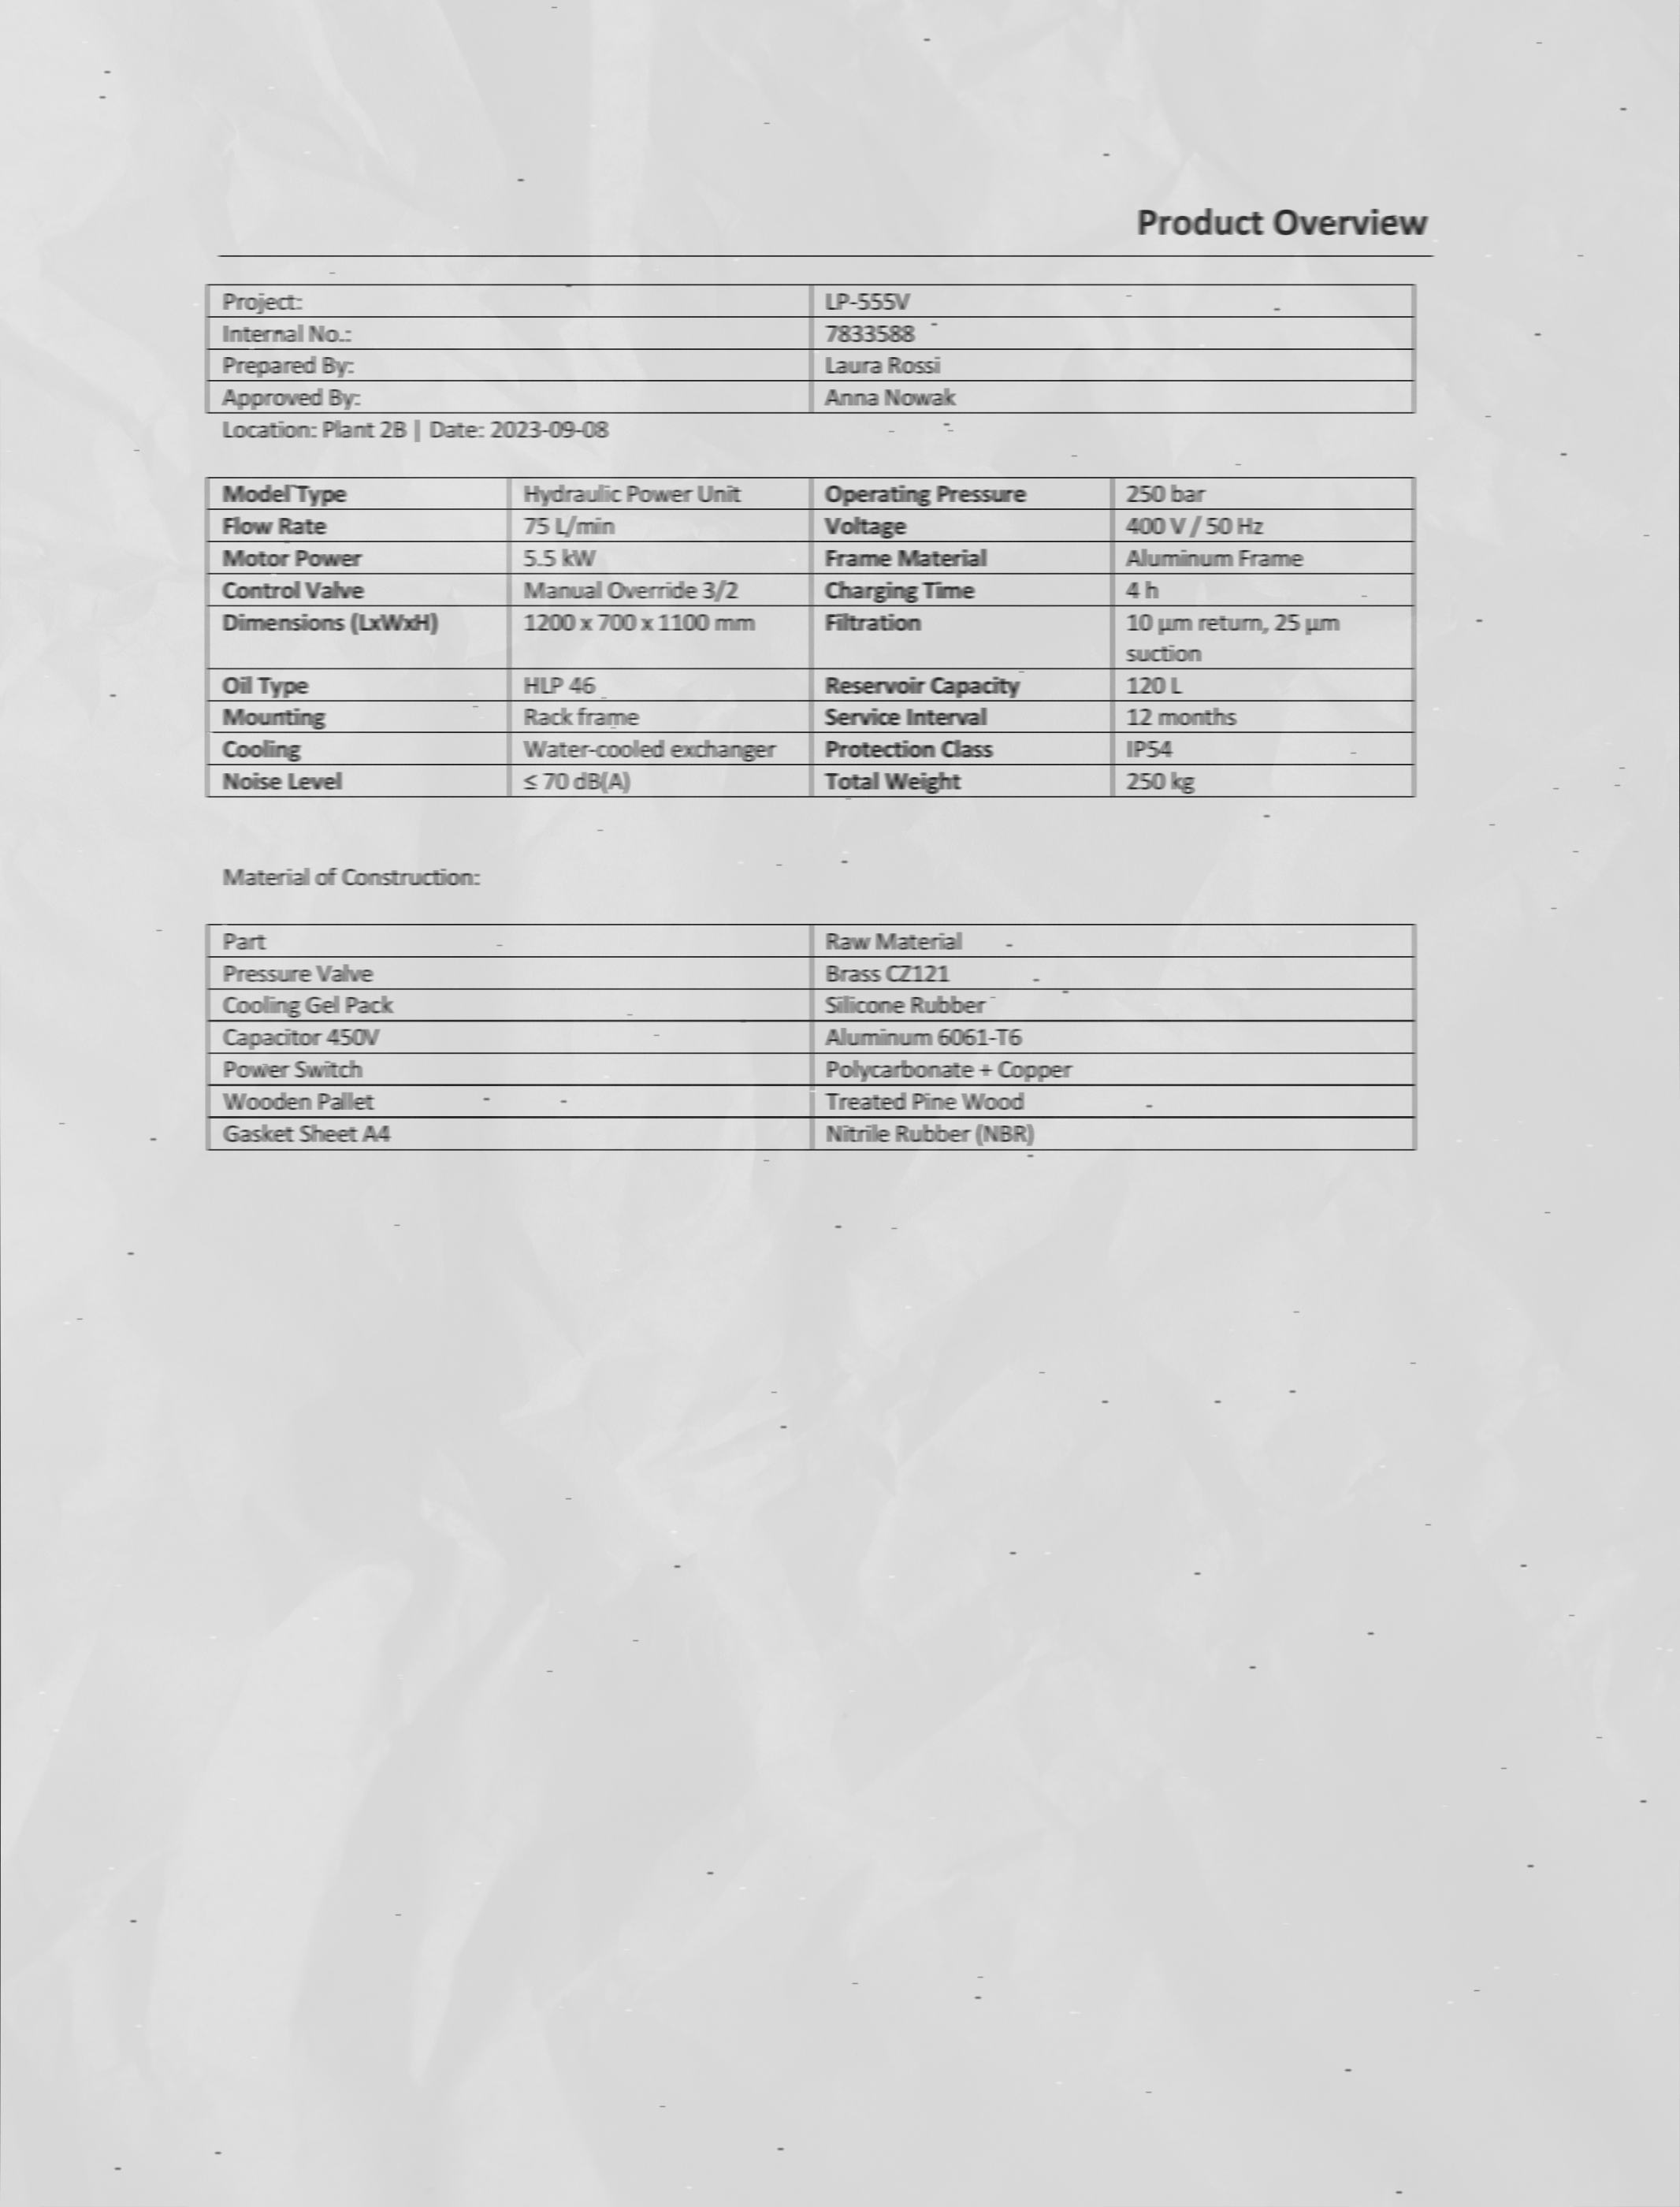 Product Overview
Project: LP-555V
Internal No.: 7833588
Prepared By: Laura Rossi
Approved By: Anna Nowak
Location: Plant 2B | Date: 2023-09-08
Model Type Hydraulic Power Unit Operating Pressure 250 bar
Flow Rate 75 L/min Voltage 400 V / 50 Hz
Motor Power 5.5 kW Frame Material Aluminum Frame
Control Valve Manual Override 3/2 Charging Time 4 h
Dimensions (LxWxH) 1200 x 700 x 1100 mm Filtration 10 µm return, 25 µm
suction
Oil Type HLP 46 Reservoir Capacity 120 L
Mounting Rack frame Service Interval 12 months
Cooling Water-cooled exchanger Protection Class IP54
Noise Level ≤ 70 dB(A) Total Weight 250 kg
Material of Construction:
Part Raw Material
Pressure Valve Brass CZ121
Cooling Gel Pack Silicone Rubber
Capacitor 450V Aluminum 6061-T6
Power Switch Polycarbonate + Copper
Wooden Pallet Treated Pine Wood
Gasket Sheet A4 Nitrile Rubber (NBR)